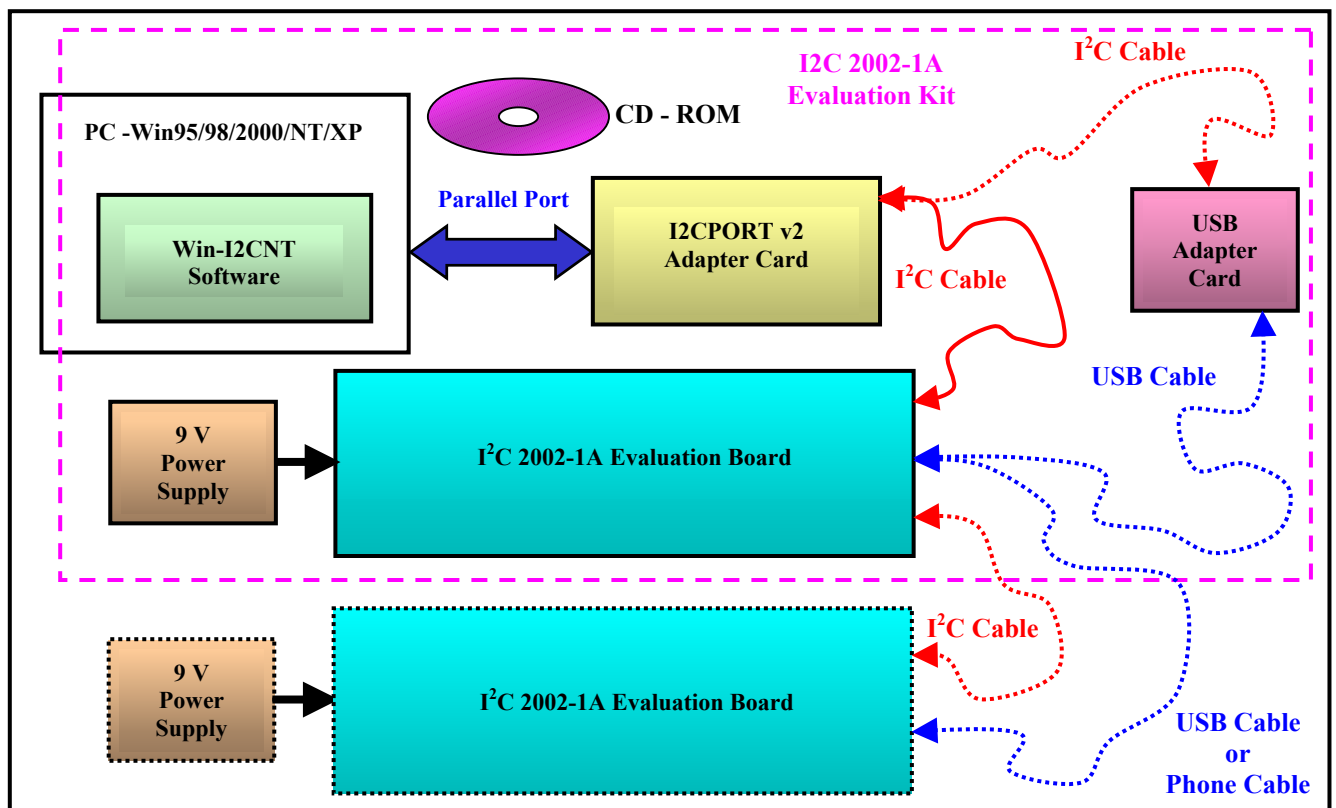 I2C 2002-1A
Evaluation Kit
I²C Cable
PC -Win95/98/2000/NT/XP
CD - ROM
Parallel Port
Win-I2CNT
Software
I2CPORT v2
Adapter Card
I²C Cable
USB
Adapter
Card
USB Cable
9 V
Power
Supply
I²C 2002-1A Evaluation Board
I²C Cable
9 V
Power
Supply
I²C 2002-1A Evaluation Board
USB Cable
or
Phone Cable